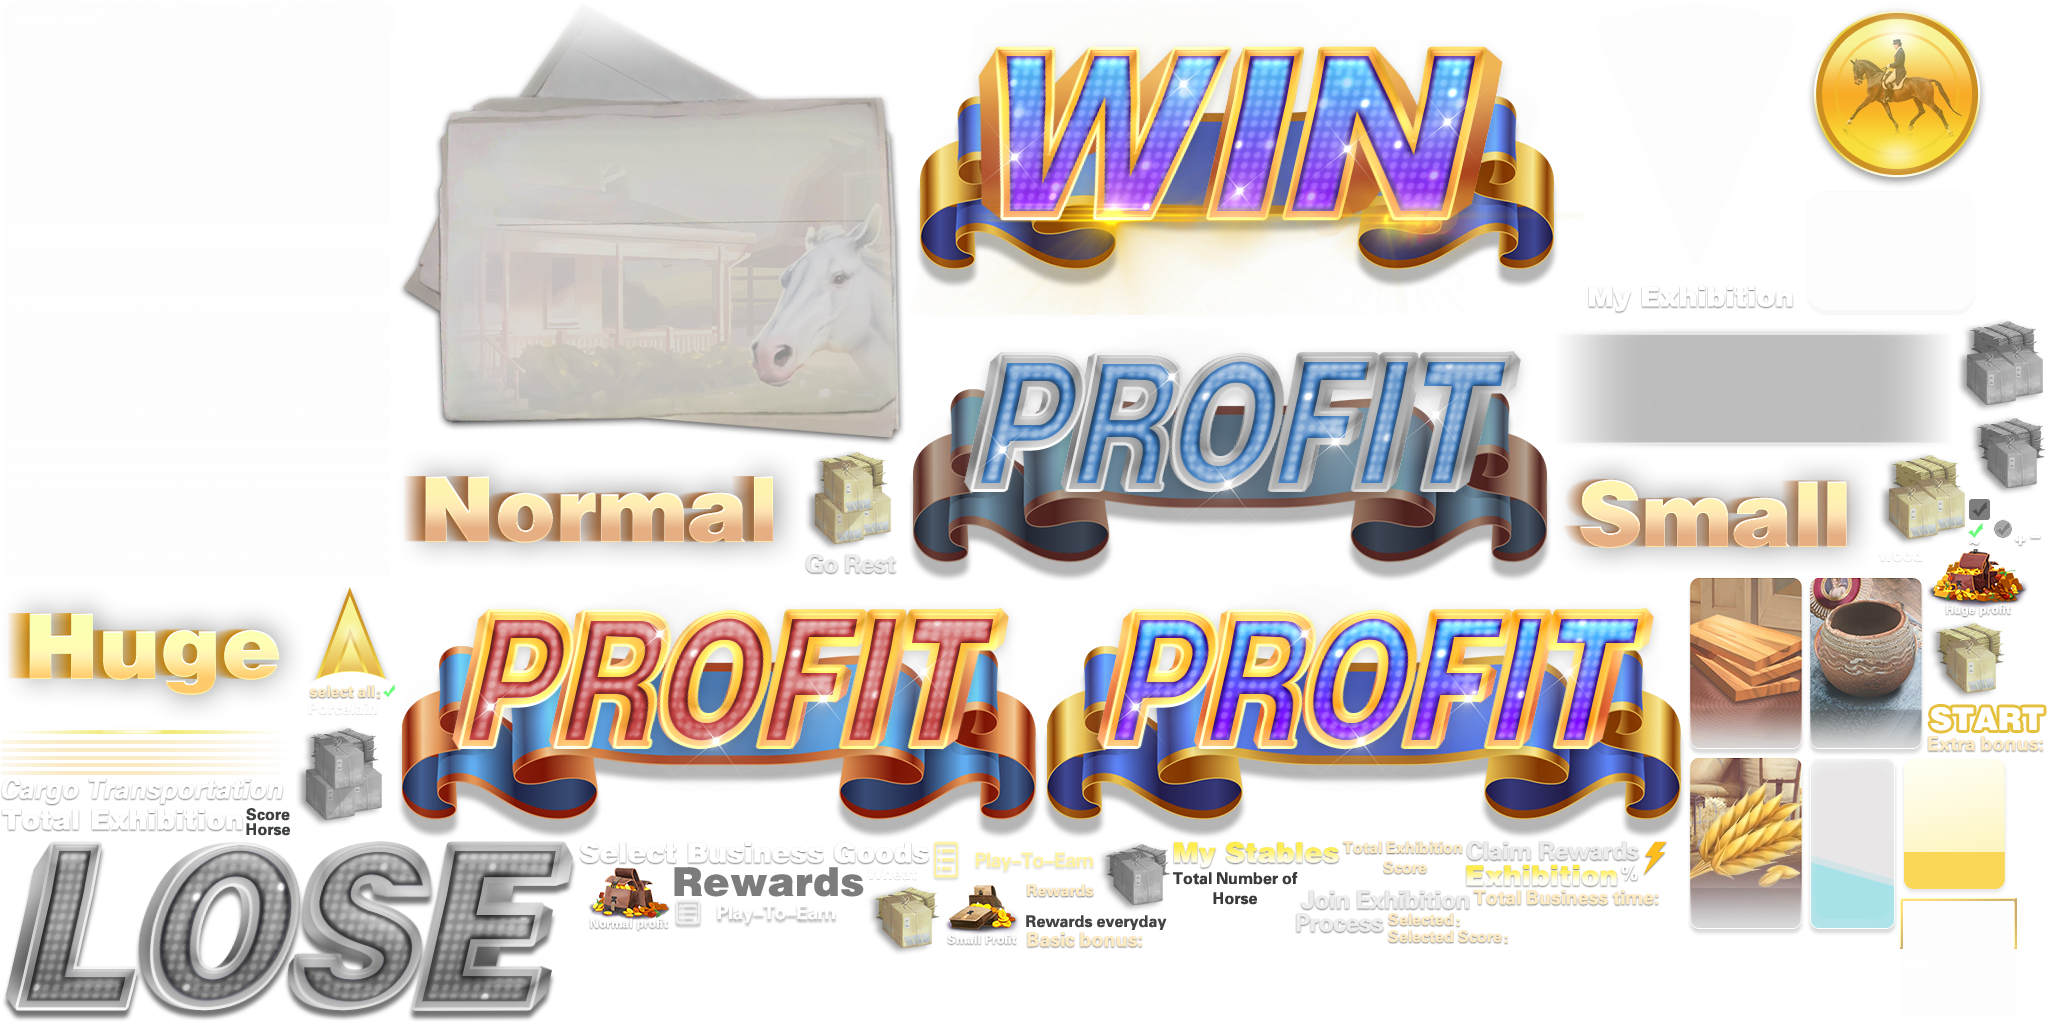 WIN
My Exhibition
PROFIT
Normal
Go Rest
Small
Wood
~
+ −
Huge profit
Huge
select all:
Porcelain
PROFIT
PROFIT
START
Extra bonus:
Cargo Transportation
Total Exhibition
Score
Horse
LOSE
Select Business Goods
Wheat
Rewards
Normal profit
Play-To-Earn
Play-To-Earn
Rewards
Small Profit
Rewards everyday
Basic bonus:
My Stables
Total Number of
Horse
Total Exhibition
Score
Claim Rewards
Exhibition %
Join Exhibition
Total Business time:
Process
Selected:
Selected Score: